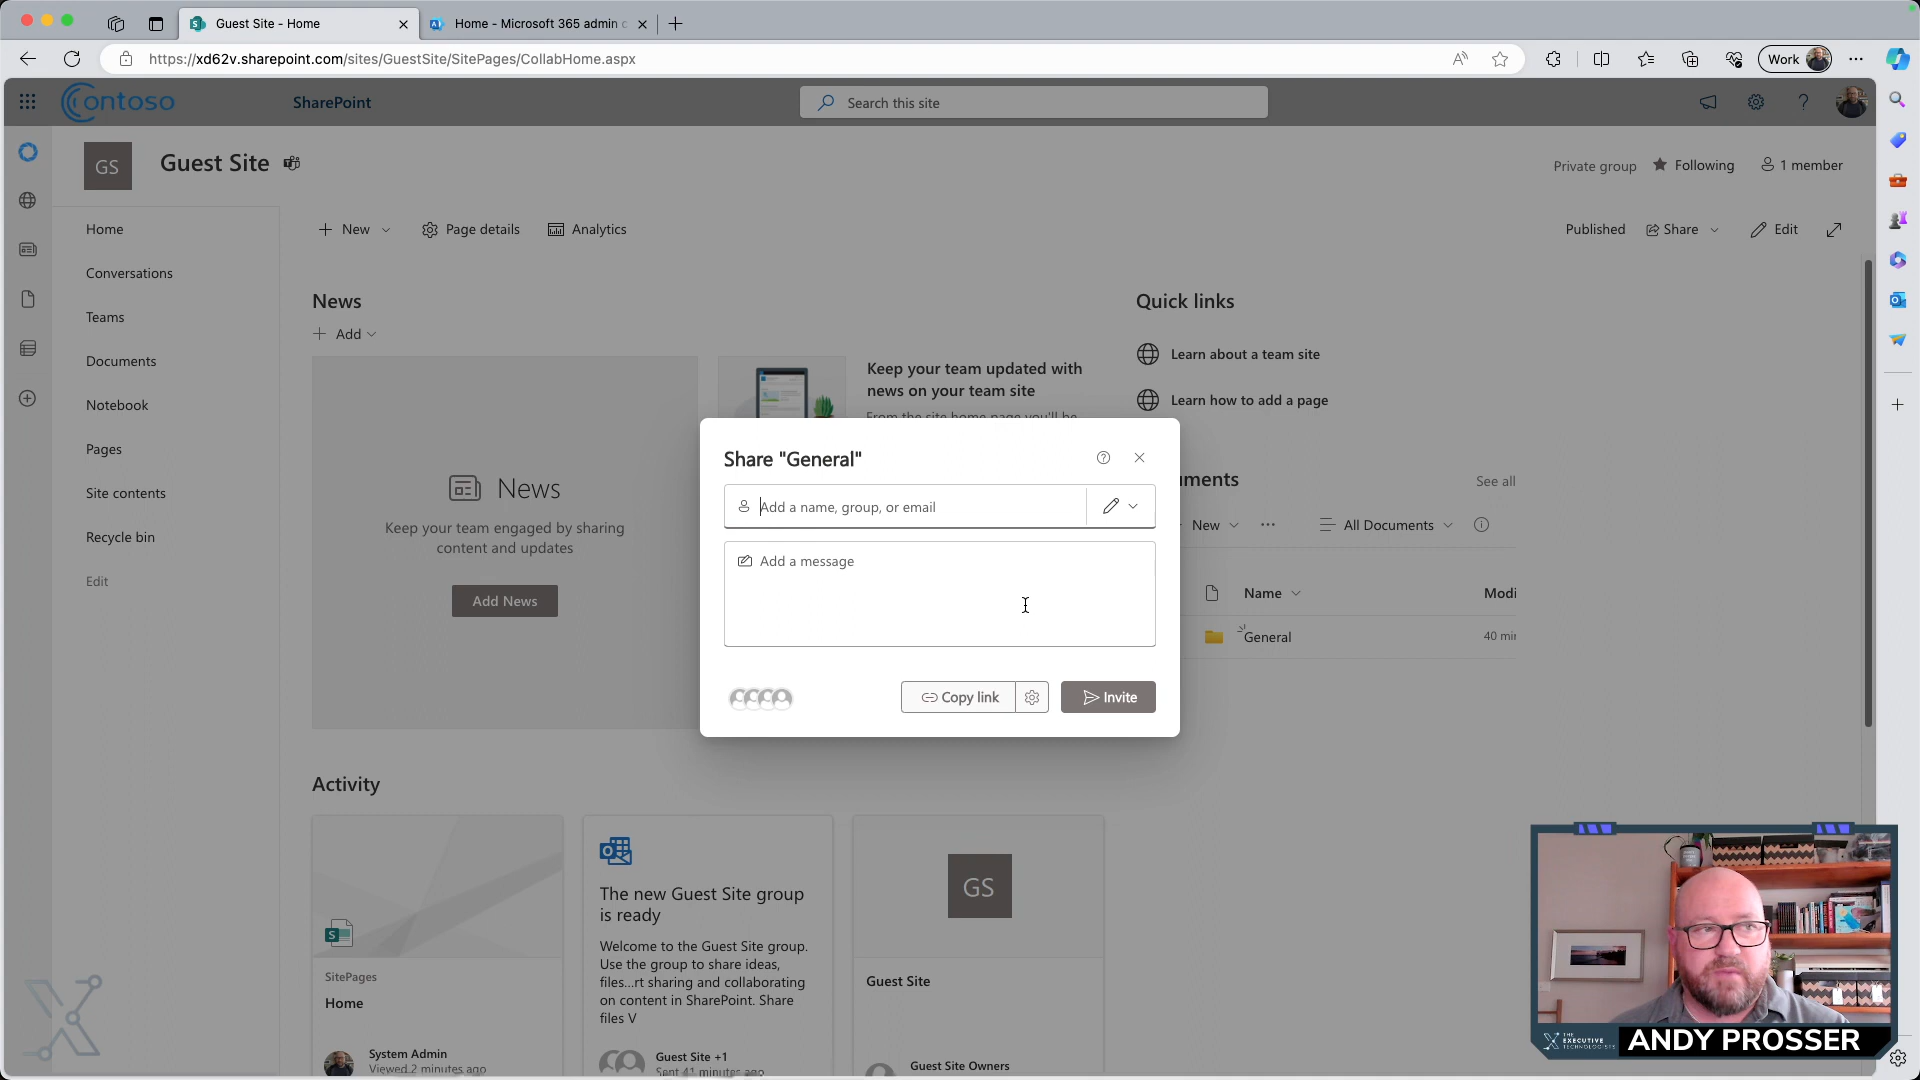 Guest Site - Home
Home - Microsoft 365 admin c
https://xd62v.sharepoint.com/sites/GuestSite/SitePages/CollabHome.aspx
Work
Contoso
SharePoint
Search this site
GS
Guest Site
Private group
Following
1 member
Home
Conversations
Teams
Documents
Notebook
Pages
Site contents
Recycle bin
Edit
New
Page details
Analytics
Published
Share
Edit
News
Add
News
Keep your team engaged by sharing
content and updates
Add News
Keep your team updated with
news on your team site
From the site home page you'll be
Quick links
Learn about a team site
Learn how to add a page
Share "General"
Add a name, group, or email
Add a message
Copy link
Invite
uments
See all
New
All Documents
Name
Modi
General
40 min
Activity
SitePages
Home
System Admin
Viewed 2 minutes ago
The new Guest Site group
is ready
Welcome to the Guest Site group.
Use the group to share ideas,
files...rt sharing and collaborating
on content in SharePoint. Share
files V
Guest Site +1
Sent 41 minutes ago
GS
Guest Site
Guest Site Owners
THE
EXECUTIVE
TECHNOLOGISTS
ANDY PROSSER